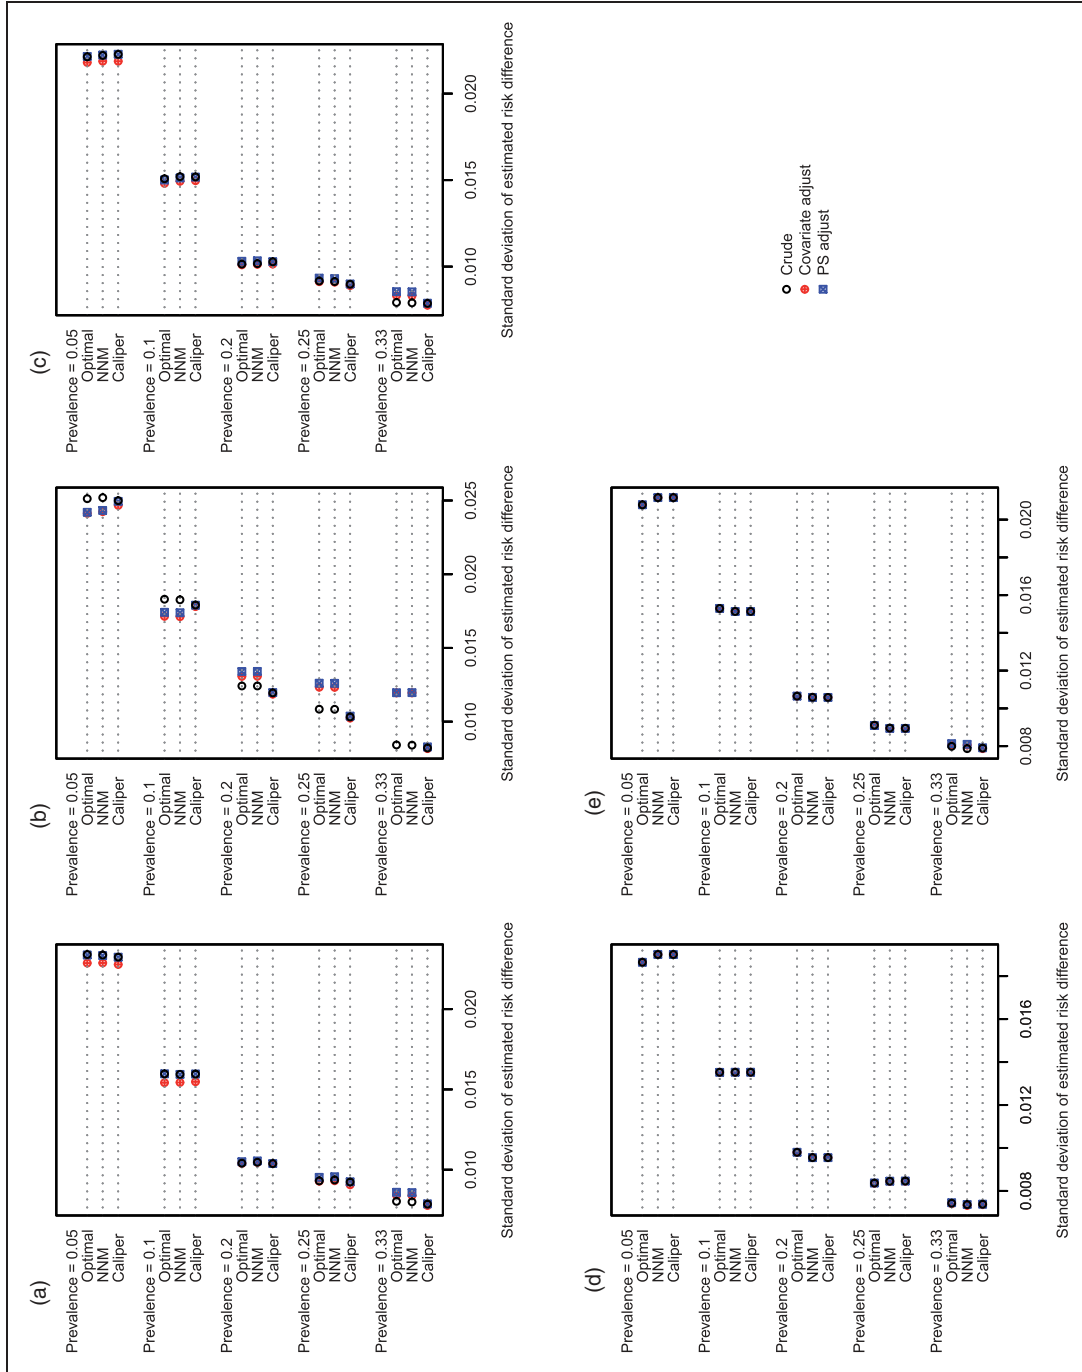 (a)
Prevalence = 0.05
Optimal
NNM
Caliper
Prevalence = 0.1
Optimal
NNM
Caliper
Prevalence = 0.2
Optimal
NNM
Caliper
Prevalence = 0.25
Optimal
NNM
Caliper
Prevalence = 0.33
Optimal
NNM
Caliper
0.010 0.015 0.020
Standard deviation of estimated risk difference
(b)
Prevalence = 0.05
Optimal
NNM
Caliper
Prevalence = 0.1
Optimal
NNM
Caliper
Prevalence = 0.2
Optimal
NNM
Caliper
Prevalence = 0.25
Optimal
NNM
Caliper
Prevalence = 0.33
Optimal
NNM
Caliper
0.010 0.015 0.020 0.025
Standard deviation of estimated risk difference
(c)
Prevalence = 0.05
Optimal
NNM
Caliper
Prevalence = 0.1
Optimal
NNM
Caliper
Prevalence = 0.2
Optimal
NNM
Caliper
Prevalence = 0.25
Optimal
NNM
Caliper
Prevalence = 0.33
Optimal
NNM
Caliper
0.010 0.015 0.020
Standard deviation of estimated risk difference
(d)
Prevalence = 0.05
Optimal
NNM
Caliper
Prevalence = 0.1
Optimal
NNM
Caliper
Prevalence = 0.2
Optimal
NNM
Caliper
Prevalence = 0.25
Optimal
NNM
Caliper
Prevalence = 0.33
Optimal
NNM
Caliper
0.008 0.012 0.016
Standard deviation of estimated risk difference
(e)
Prevalence = 0.05
Optimal
NNM
Caliper
Prevalence = 0.1
Optimal
NNM
Caliper
Prevalence = 0.2
Optimal
NNM
Caliper
Prevalence = 0.25
Optimal
NNM
Caliper
Prevalence = 0.33
Optimal
NNM
Caliper
0.008 0.012 0.016 0.020
Standard deviation of estimated risk difference
Crude
Covariate adjust
PS adjust